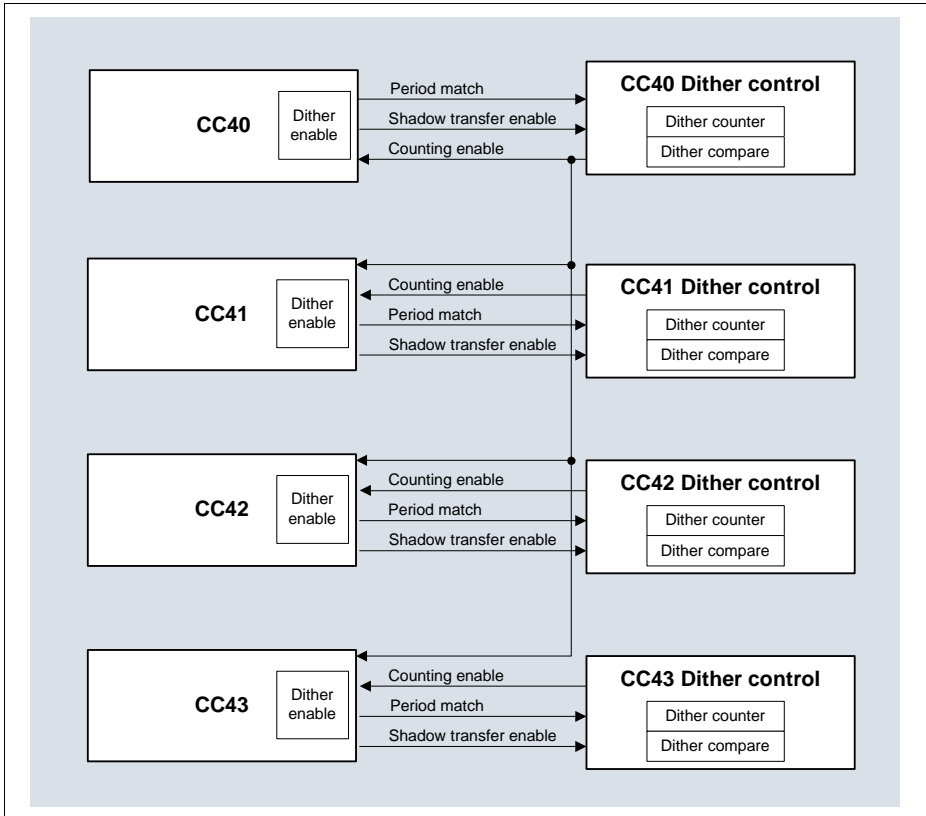 CC40
Dither
enable
Period match
Shadow transfer enable
Counting enable
CC40 Dither control
Dither counter
Dither compare
CC41
Dither
enable
Counting enable
Period match
Shadow transfer enable
CC41 Dither control
Dither counter
Dither compare
CC42
Dither
enable
Counting enable
Period match
Shadow transfer enable
CC42 Dither control
Dither counter
Dither compare
CC43
Dither
enable
Counting enable
Period match
Shadow transfer enable
CC43 Dither control
Dither counter
Dither compare